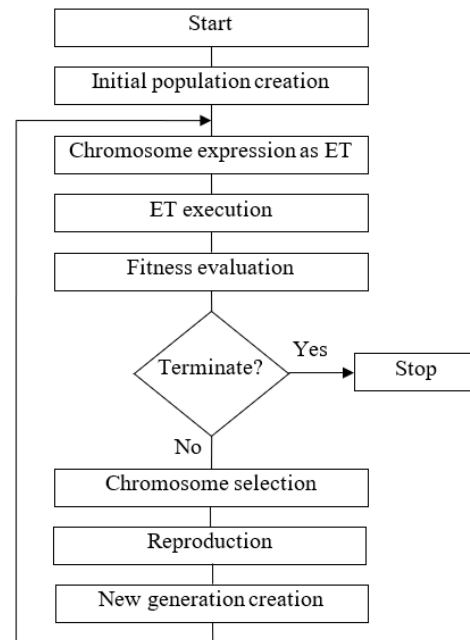 Start
Initial population creation
Chromosome expression as ET
ET execution
Fitness evaluation
Terminate?
Yes
Stop
No
Chromosome selection
Reproduction
New generation creation